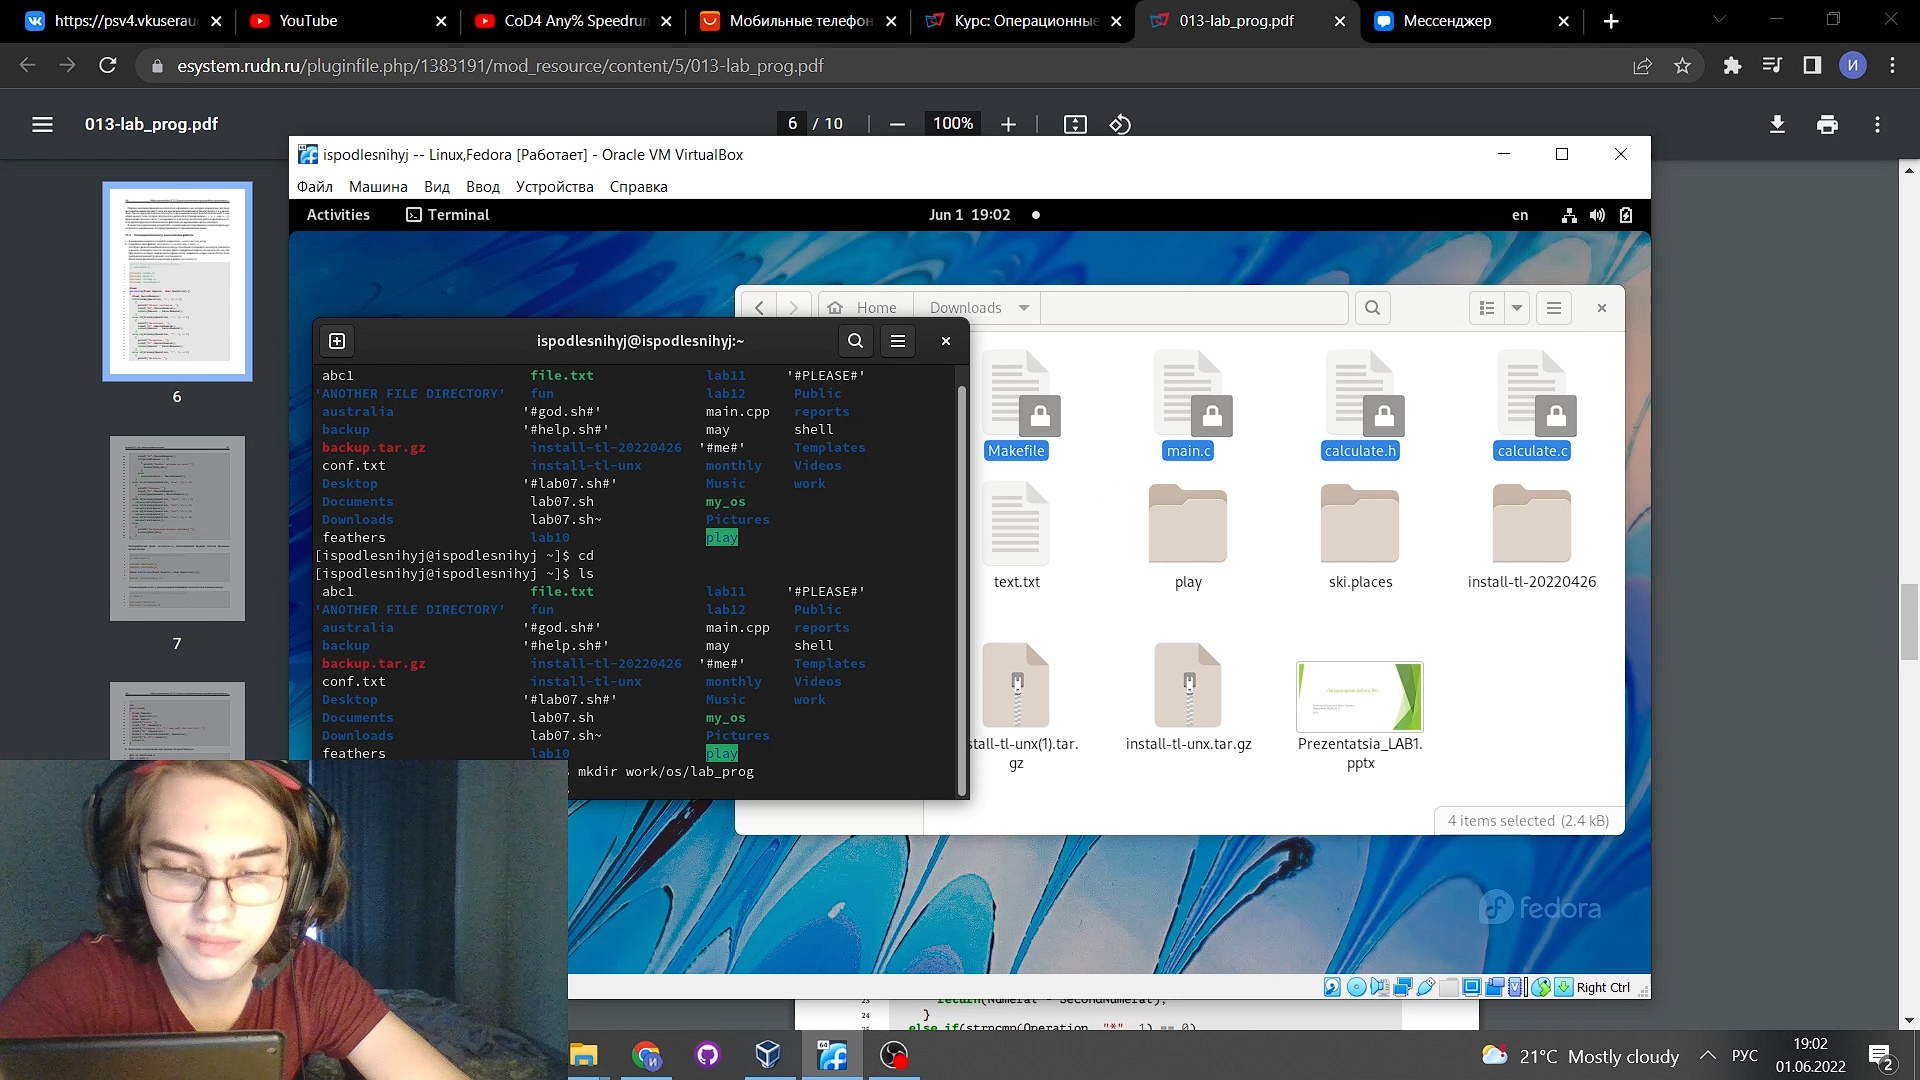 https://psv4.vkuserau
YouTube
CoD4 Any% Speedrun
Мобильные телефон
Курс: Операционные
013-lab_prog.pdf
Мессенджер
esystem.rudn.ru/pluginfile.php/1383191/mod_resource/content/5/013-lab_prog.pdf
И
013-lab_prog.pdf
6 / 10
100%
6
7
ispodlesnihyj -- Linux,Fedora [Работает] - Oracle VM VirtualBox
Файл Машина Вид Ввод Устройства Справка
Activities Terminal Jun 1 19:02 en
Home Downloads
Makefile main.c calculate.h calculate.c
text.txt play ski.places install-tl-20220426
stall-tl-unx(1).tar.gz install-tl-unx.tar.gz Prezentatsia_LAB1.pptx
4 items selected (2.4 kB)
ispodlesnihyj@ispodlesnihyj:~
abc1 file.txt lab11 '#PLEASE#'
'ANOTHER FILE DIRECTORY' fun lab12 Public
australia '#god.sh#' main.cpp reports
backup '#help.sh#' may shell
backup.tar.gz install-tl-20220426 '#me#' Templates
conf.txt install-tl-unx monthly Videos
Desktop '#lab07.sh#' Music work
Documents lab07.sh my_os
Downloads lab07.sh~ Pictures
feathers lab10 play
[ispodlesnihyj@ispodlesnihyj ~]$ cd
[ispodlesnihyj@ispodlesnihyj ~]$ ls
abc1 file.txt lab11 '#PLEASE#'
'ANOTHER FILE DIRECTORY' fun lab12 Public
australia '#god.sh#' main.cpp reports
backup '#help.sh#' may shell
backup.tar.gz install-tl-20220426 '#me#' Templates
conf.txt install-tl-unx monthly Videos
Desktop '#lab07.sh#' Music work
Documents lab07.sh my_os
Downloads lab07.sh~ Pictures
feathers lab10 play
mkdir work/os/lab_prog
fedora
Right Ctrl
23 return(Numeral - SecondNumeral);
24 }
else if(strncmp(Operation, "*", 1) == 0)
64
21°C Mostly cloudy
РУС
19:02
01.06.2022
2